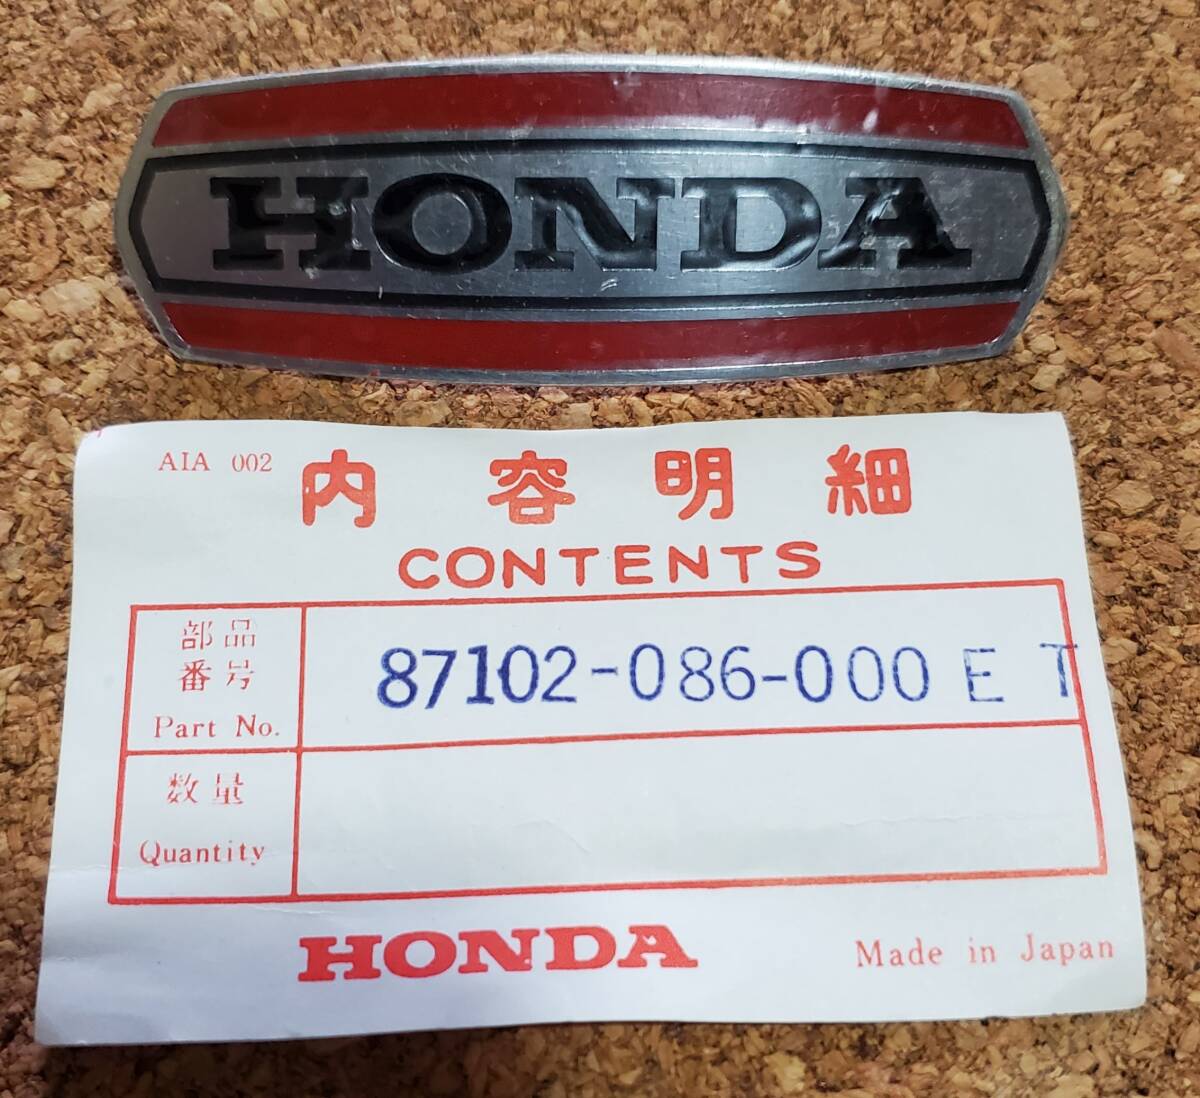 HONDA
AIA 002
内容明細
CONTENTS
部品
番号
Part No.
87102-086-000 E T
数量
Quantity
HONDA
Made in Japan